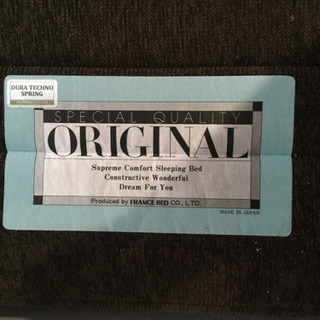 DURA TECHNO
SPRING
SPECIAL QUALITY
ORIGINAL
Supreme Comfort Sleeping Bed
Constructive Wonderful
Dream For You
Produced by FRANCE BED CO., LTD.
MADE IN JAPAN